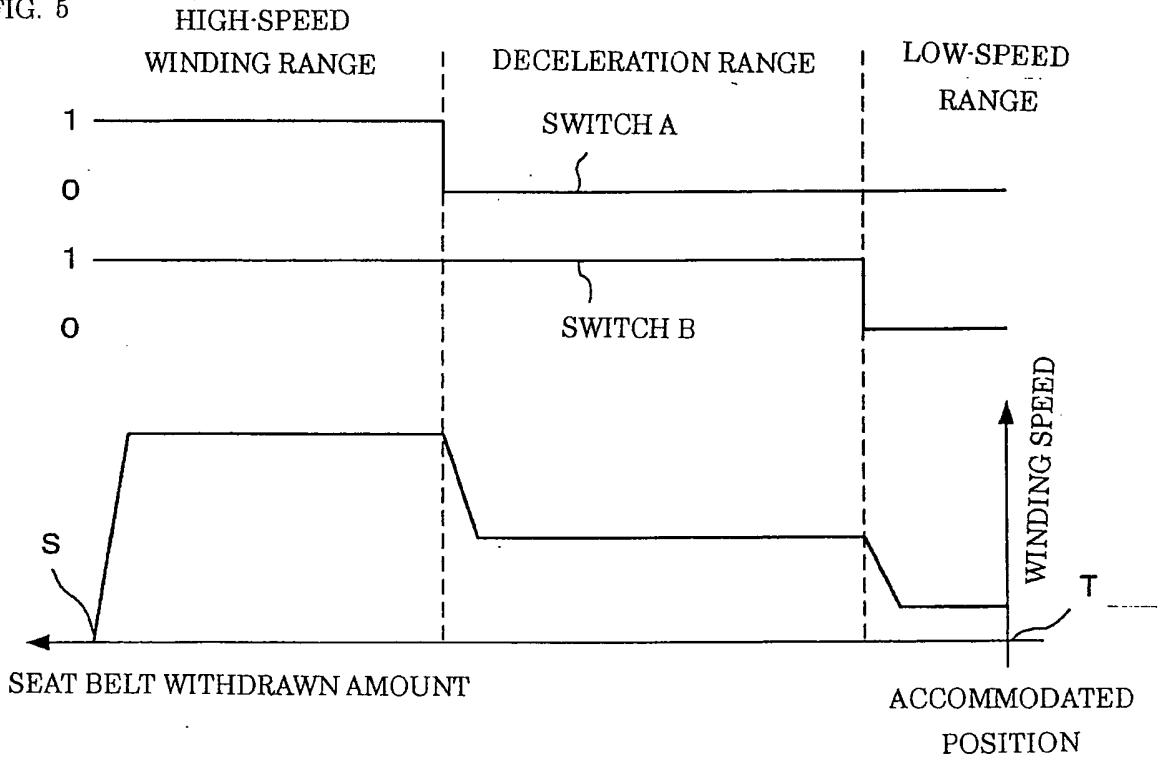 FIG. 5
HIGH-SPEED
WINDING RANGE
DECELERATION RANGE
LOW-SPEED
RANGE
1
SWITCH A
0
1
SWITCH B
0
WINDING SPEED
S
T
SEAT BELT WITHDRAWN AMOUNT
ACCOMMODATED
POSITION